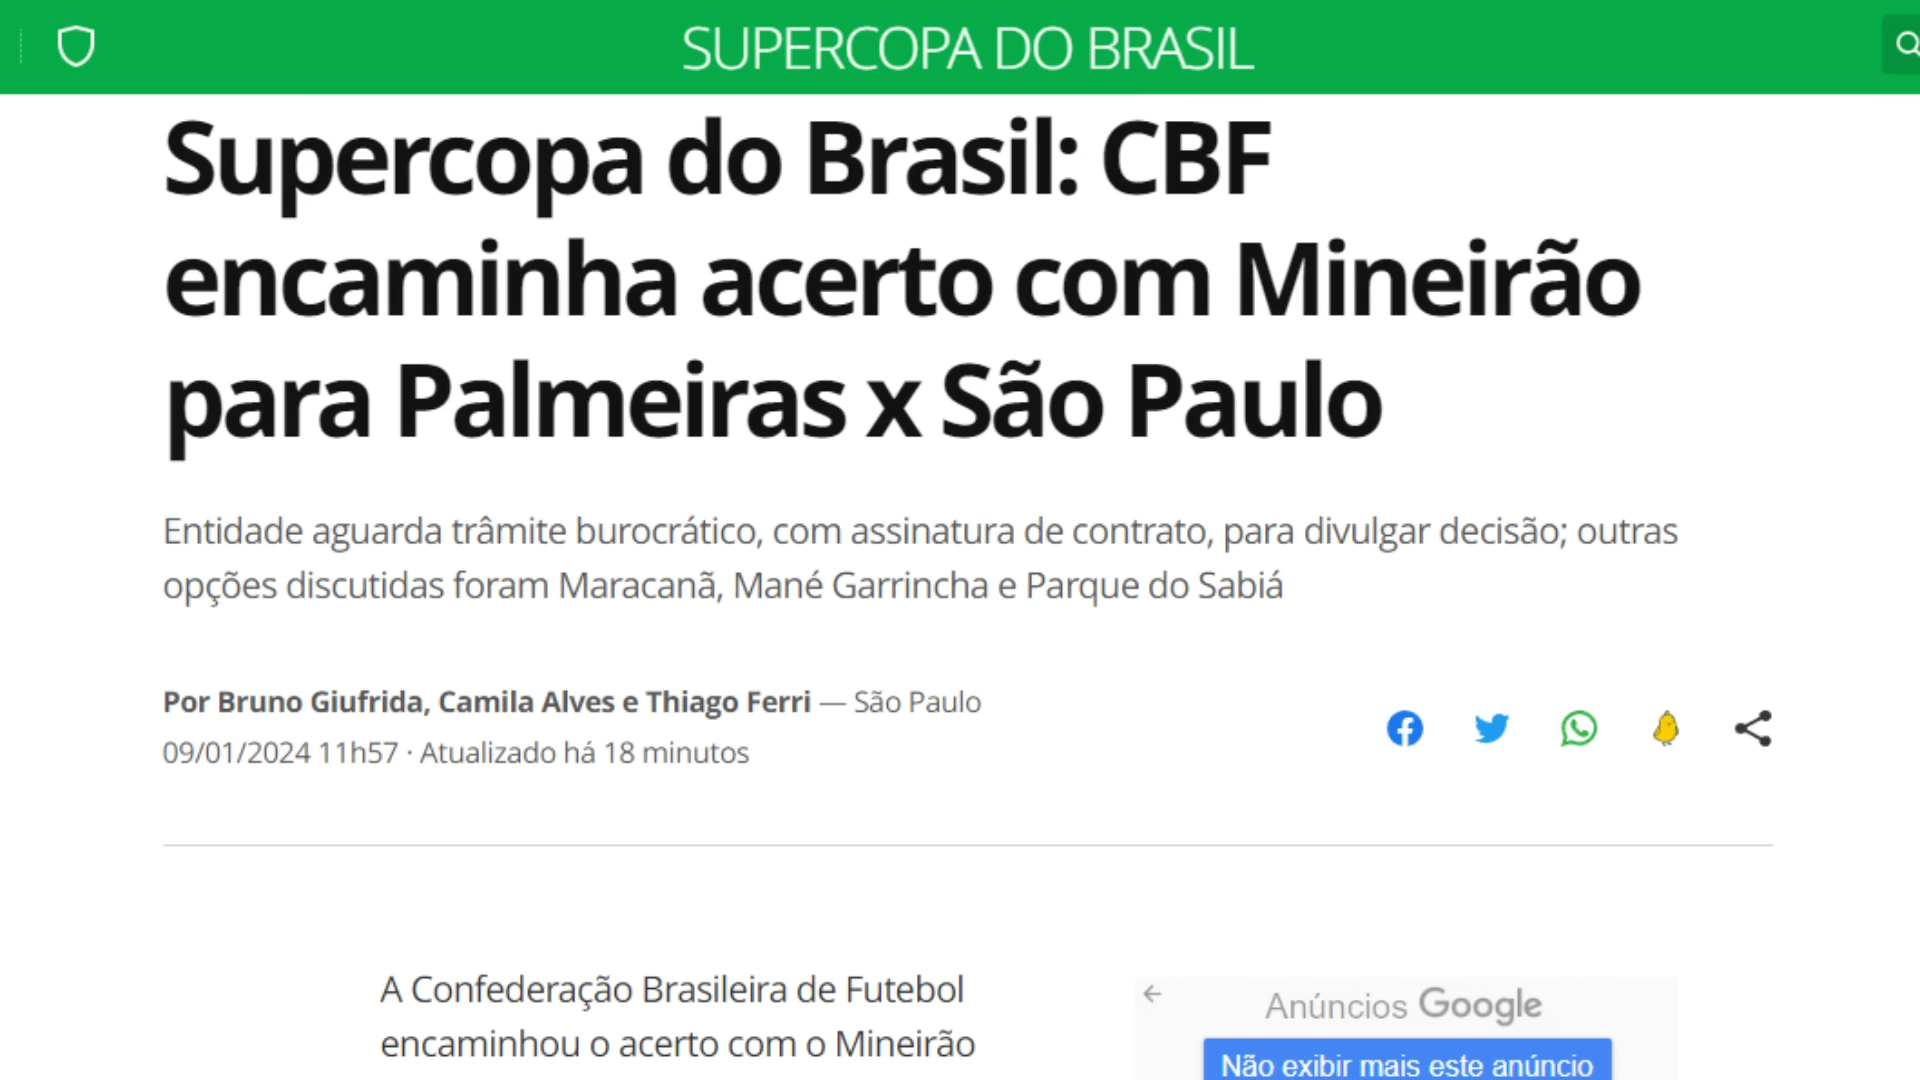 SUPERCOPA DO BRASIL
Supercopa do Brasil: CBF
encaminha acerto com Mineirão
para Palmeiras x São Paulo
Entidade aguarda trâmite burocrático, com assinatura de contrato, para divulgar decisão; outras
opções discutidas foram Maracanã, Mané Garrincha e Parque do Sabiá
Por Bruno Giufrida, Camila Alves e Thiago Ferri — São Paulo
09/01/2024 11h57 · Atualizado há 18 minutos
A Confederação Brasileira de Futebol
encaminhou o acerto com o Mineirão
Anúncios Google
Não exibir mais este anúncio